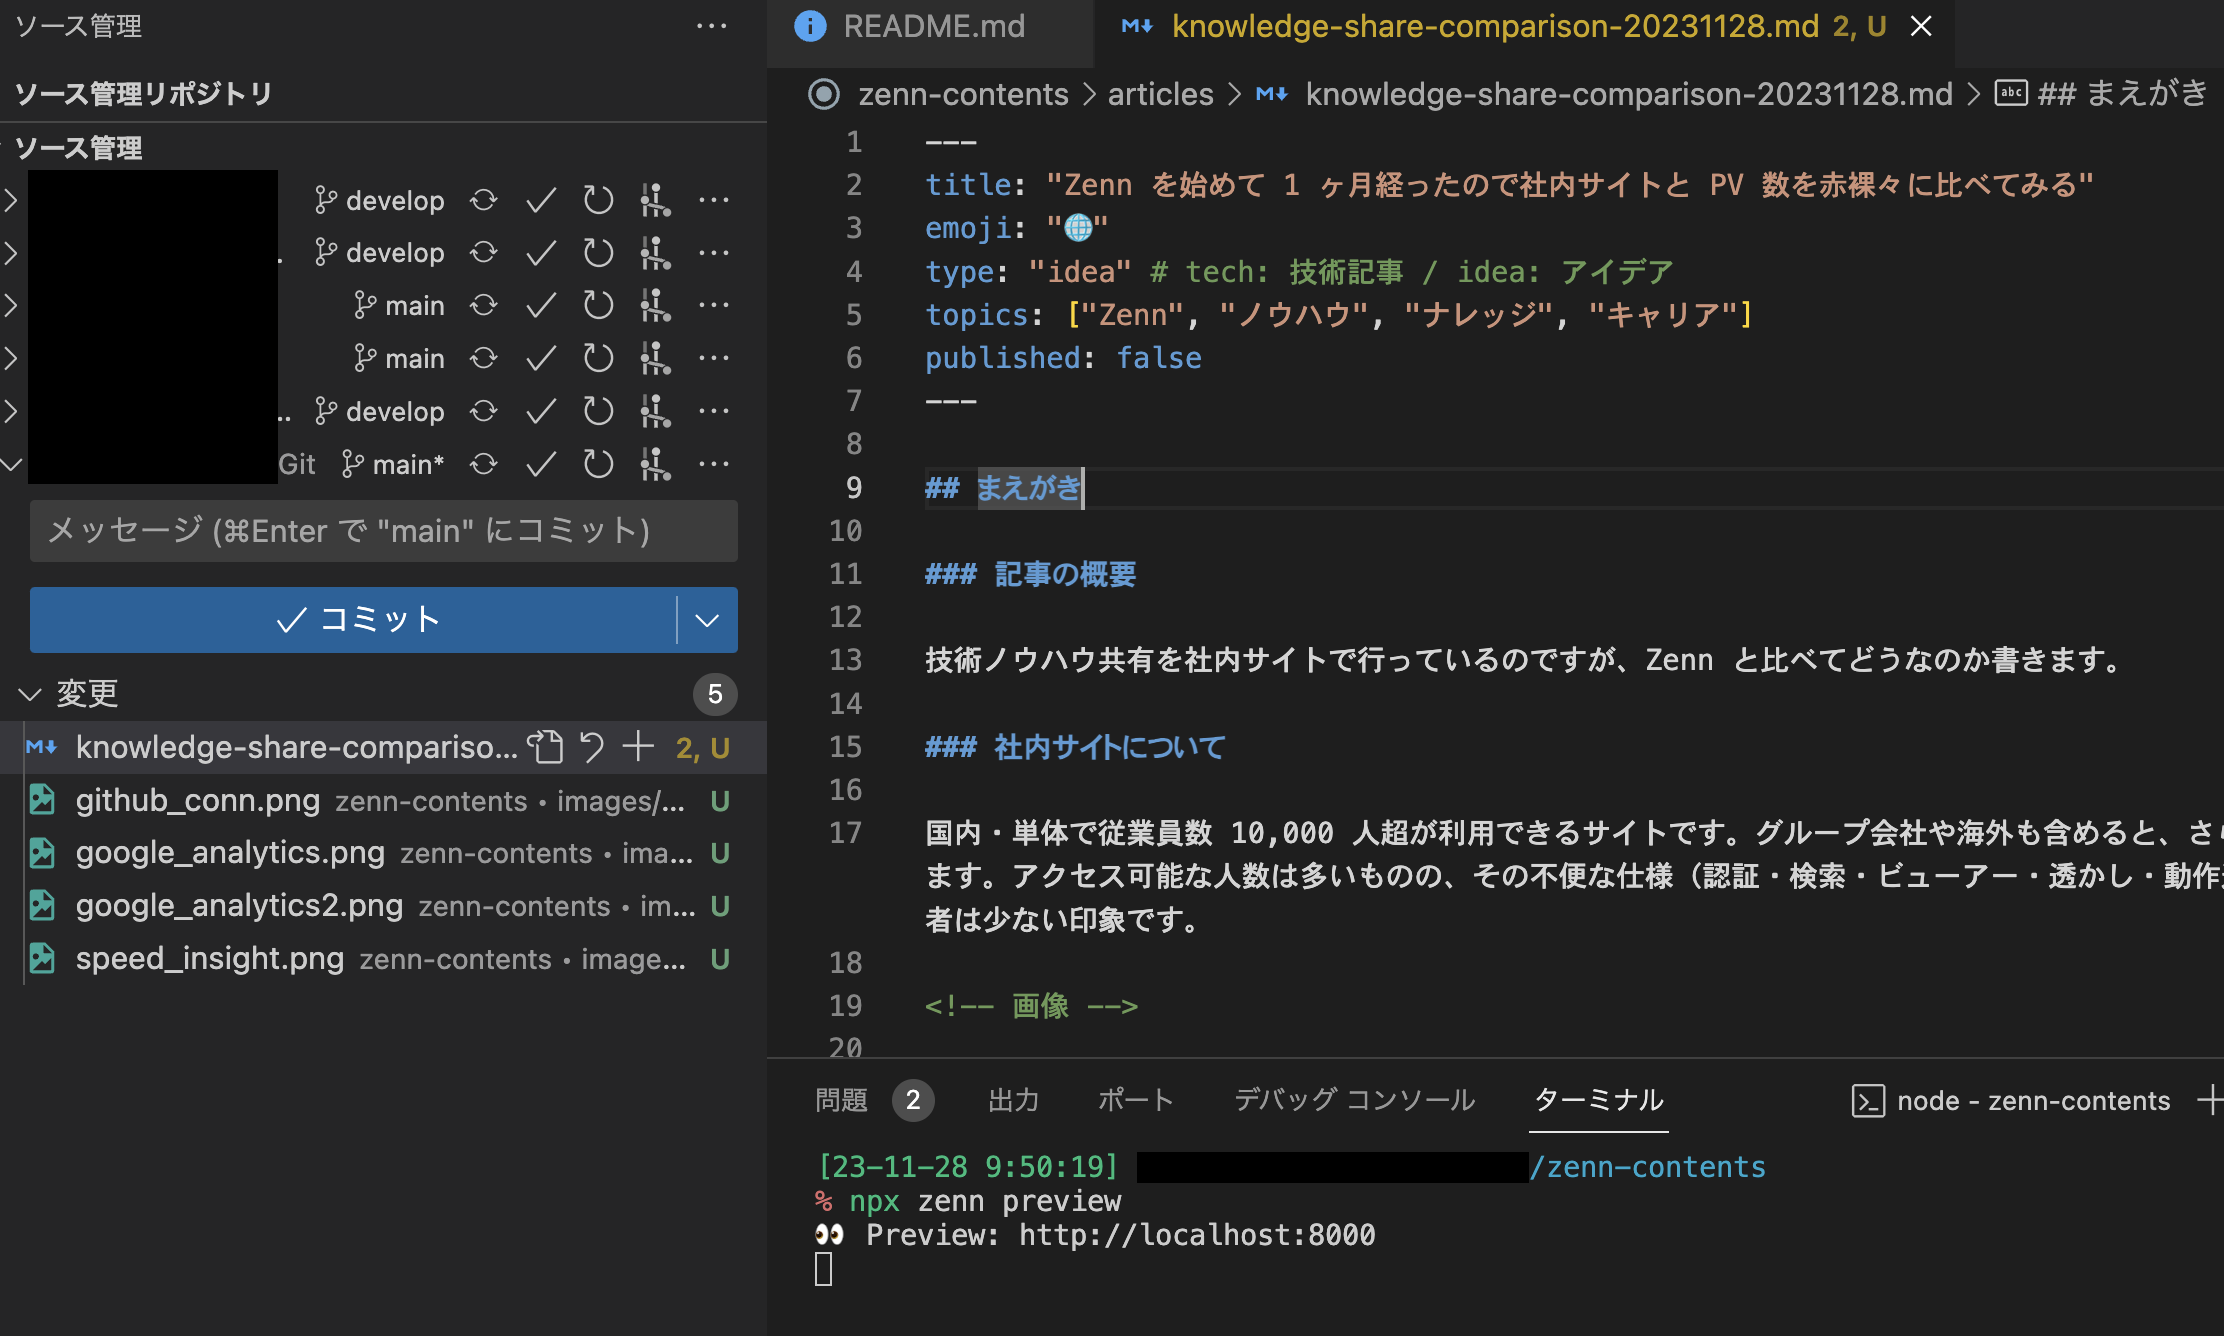 ソース管理
ソース管理リポジトリ
ソース管理
develop
. develop
main
main
.. develop
Git main*
メッセージ (⌘Enter で "main" にコミット)
コミット
変更 5
knowledge-share-compariso... 2, U
github_conn.png zenn-contents • images/... U
google_analytics.png zenn-contents • ima... U
google_analytics2.png zenn-contents • im... U
speed_insight.png zenn-contents • image... U
README.md knowledge-share-comparison-20231128.md 2, U
zenn-contents > articles > knowledge-share-comparison-20231128.md > abc ## まえがき
1 ---
2 title: "Zenn を始めて 1 ヶ月経ったので社内サイトと PV 数を赤裸々に比べてみる"
3 emoji: "🌐"
4 type: "idea" # tech: 技術記事 / idea: アイデア
5 topics: ["Zenn", "ノウハウ", "ナレッジ", "キャリア"]
6 published: false
7 ---
8
9 ## まえがき
10
11 ### 記事の概要
12
13 技術ノウハウ共有を社内サイトで行っているのですが、Zenn と比べてどうなのか書きます。
14
15 ### 社内サイトについて
16
17 国内・単体で従業員数 10,000 人超が利用できるサイトです。グループ会社や海外も含めると、さ
ます。アクセス可能な人数は多いものの、その不便な仕様（認証・検索・ビューアー・透かし・動作
者は少ない印象です。
18
19 <!-- 画像 -->
20
問題 2 出力 ポート デバッグ コンソール ターミナル node - zenn-contents
[23-11-28 9:50:19] /zenn-contents
% npx zenn preview
👀 Preview: http://localhost:8000